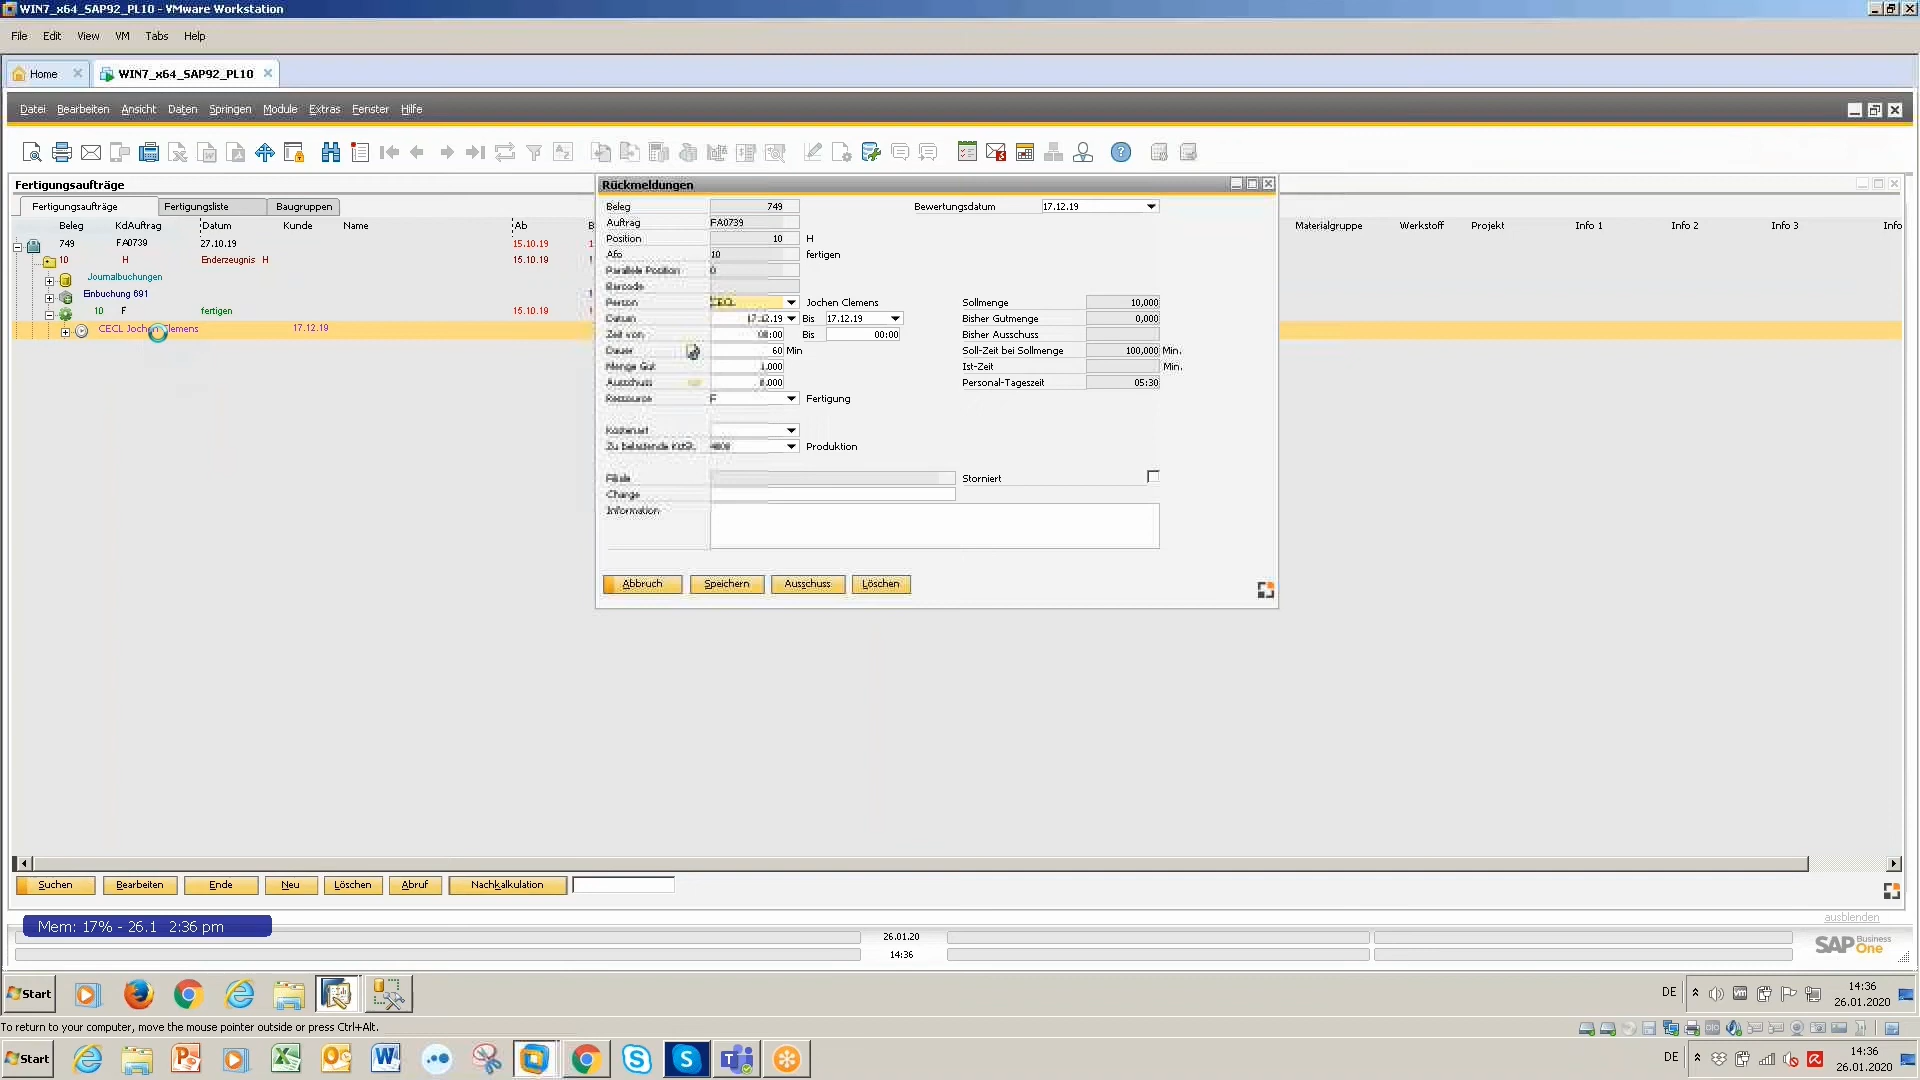 WIN7_x64_SAP92_PL10 - VMware Workstation
File Edit View VM Tabs Help
Home WIN7_x64_SAP92_PL10
Datei Bearbeiten Ansicht Daten Springen Module Extras Fenster Hilfe
Fertigungsaufträge
Fertigungsaufträge Fertigungsliste Baugruppen
Beleg KdAuftrag Datum Kunde Name Ab Materialgruppe Werkstoff Projekt Info 1 Info 2 Info 3 Info
749 FA0739 27.10.19 15.10.19
10 H Enderzeugnis H 15.10.19
Journalbuchungen
Einbuchung 691
10 F fertigen 15.10.19
CECL Jochen Clemens 17.12.19
Rückmeldungen
Beleg 749 Bewertungsdatum 17.12.19
Auftrag FA0739
Position 10 H
Afo 10 fertigen
Parallele Position 0
Barcode
Person CECL Jochen Clemens Sollmenge 10,000
Datum 17.12.19 Bis 17.12.19 Bisher Gutmenge 0,000
Zeit von 00:00 Bis 00:00 Bisher Ausschuss
Dauer 60 Min Soll-Zeit bei Sollmenge 100,000 Min.
Menge Gut 1,000 Ist-Zeit Min.
Ausschuss 0,000 Personal-Tageszeit 05:30
Ressource F Fertigung
Kostenart
Zu belastende KstSt. Produktion
Filiale Storniert
Charge
Information
Abbruch Speichern Ausschuss Löschen
Suchen Bearbeiten Ende Neu Löschen Abruf Nachkalkulation
ausblenden
Mem: 17% - 26.1 2:36 pm
26.01.20
14:36
SAP Business One
Start DE 14:36
26.01.2020
To return to your computer, move the mouse pointer outside or press Ctrl+Alt.
Start DE 14:36
26.01.2020